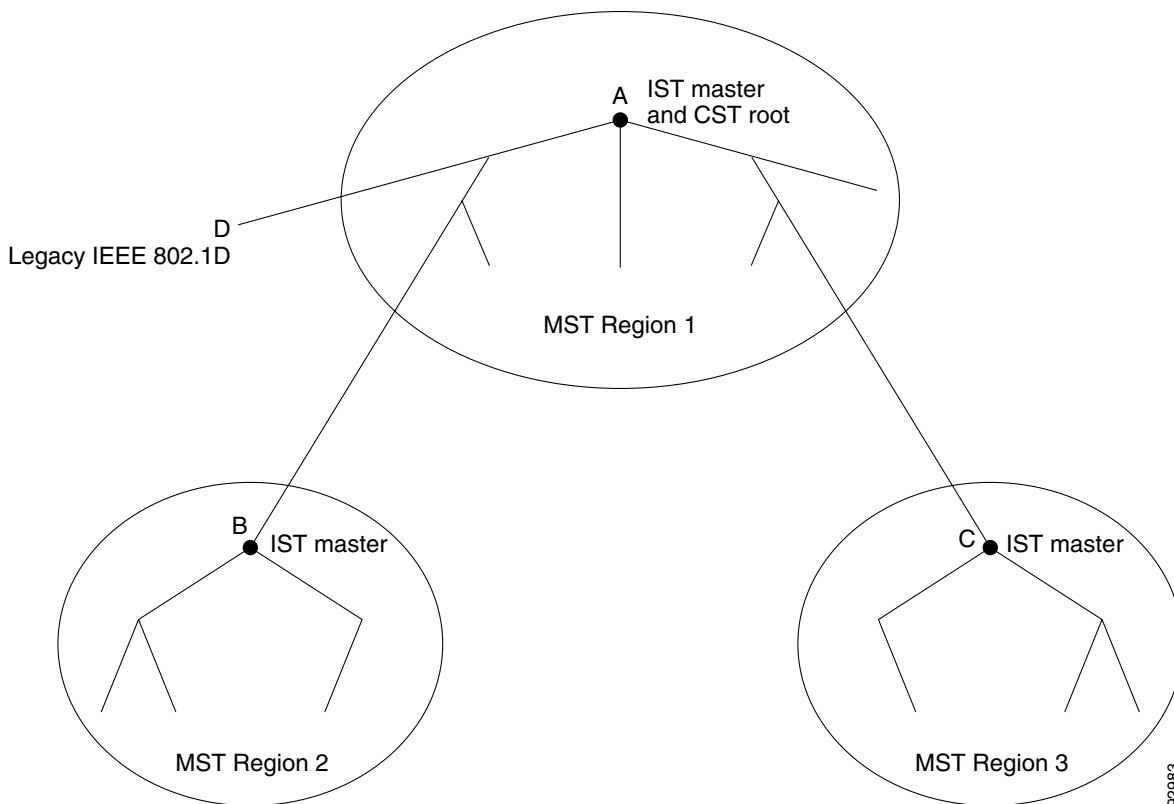 A
IST master
and CST root
D
Legacy IEEE 802.1D
MST Region 1
B
IST master
C
IST master
MST Region 2
MST Region 3